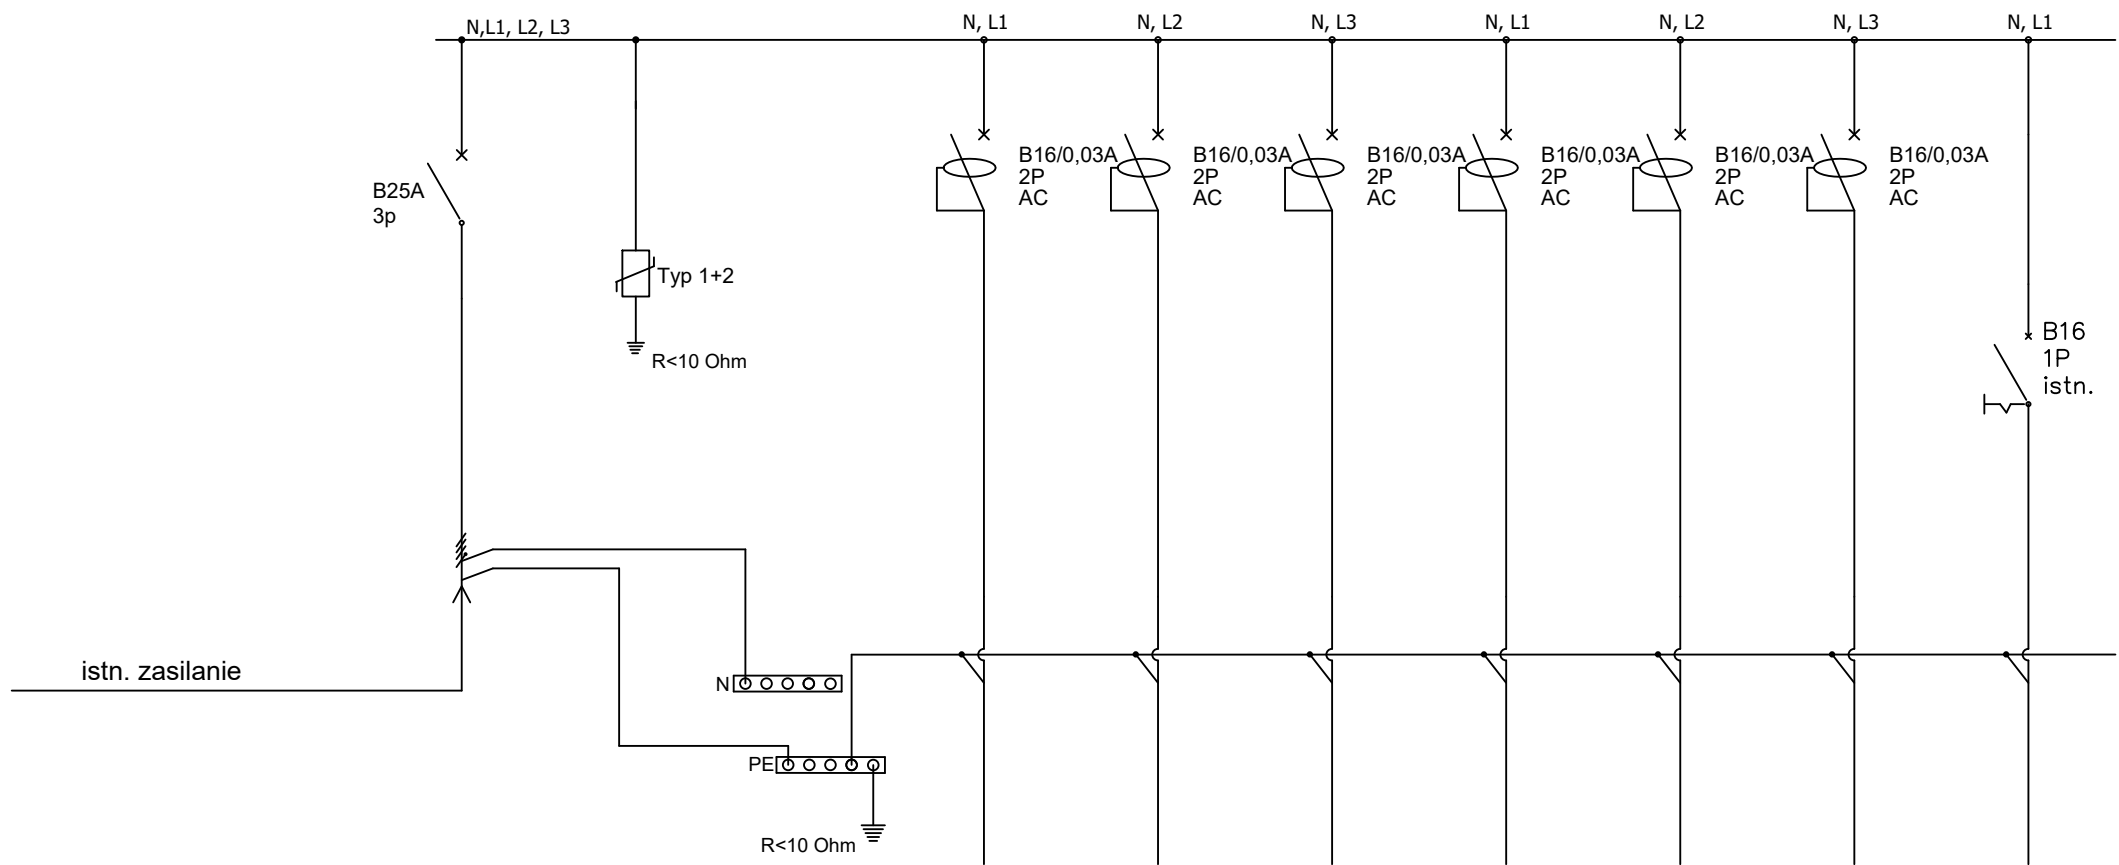 N,L1, L2, L3
N, L1
N, L2
N, L3
N, L1
N, L2
N, L3
N, L1
B25A
3p
Typ 1+2
R<10 Ohm
B16/0,03A
2P
AC
B16/0,03A
2P
AC
B16/0,03A
2P
AC
B16/0,03A
2P
AC
B16/0,03A
2P
AC
B16/0,03A
2P
AC
B16
1P
istn.
istn. zasilanie
N
PE
R<10 Ohm